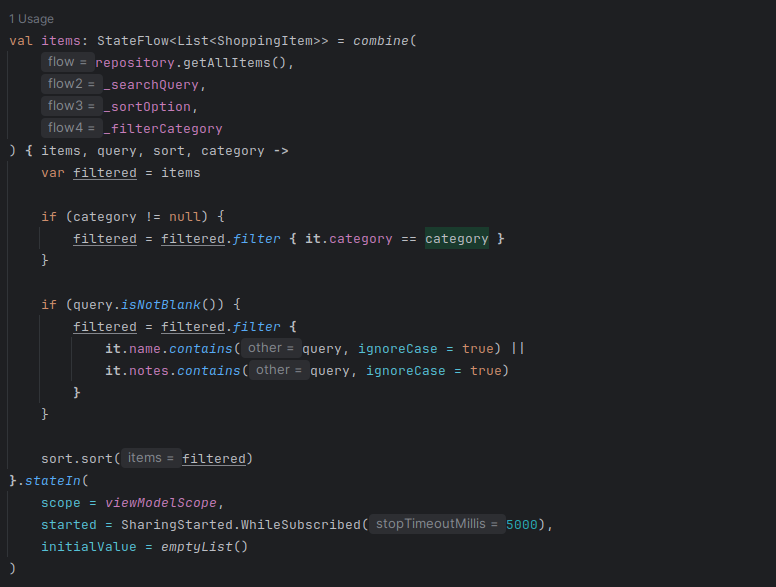 1 Usage
val items: StateFlow<List<ShoppingItem>> = combine(
    flow = repository.getAllItems(),
    flow2 = _searchQuery,
    flow3 = _sortOption,
    flow4 = _filterCategory
) { items, query, sort, category ->
    var filtered = items
    if (category != null) {
        filtered = filtered.filter { it.category == category }
    }
    if (query.isNotBlank()) {
        filtered = filtered.filter {
            it.name.contains( other = query, ignoreCase = true) ||
            it.notes.contains( other = query, ignoreCase = true)
        }
    }
    sort.sort( items = filtered)
}.stateIn(
    scope = viewModelScope,
    started = SharingStarted.WhileSubscribed( stopTimeoutMillis = 5000),
    initialValue = emptyList()
)